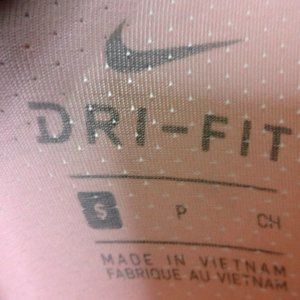 DRI-FIT
S P CH
MADE IN VIETNAM
FABRIQUE AU VIETNAM